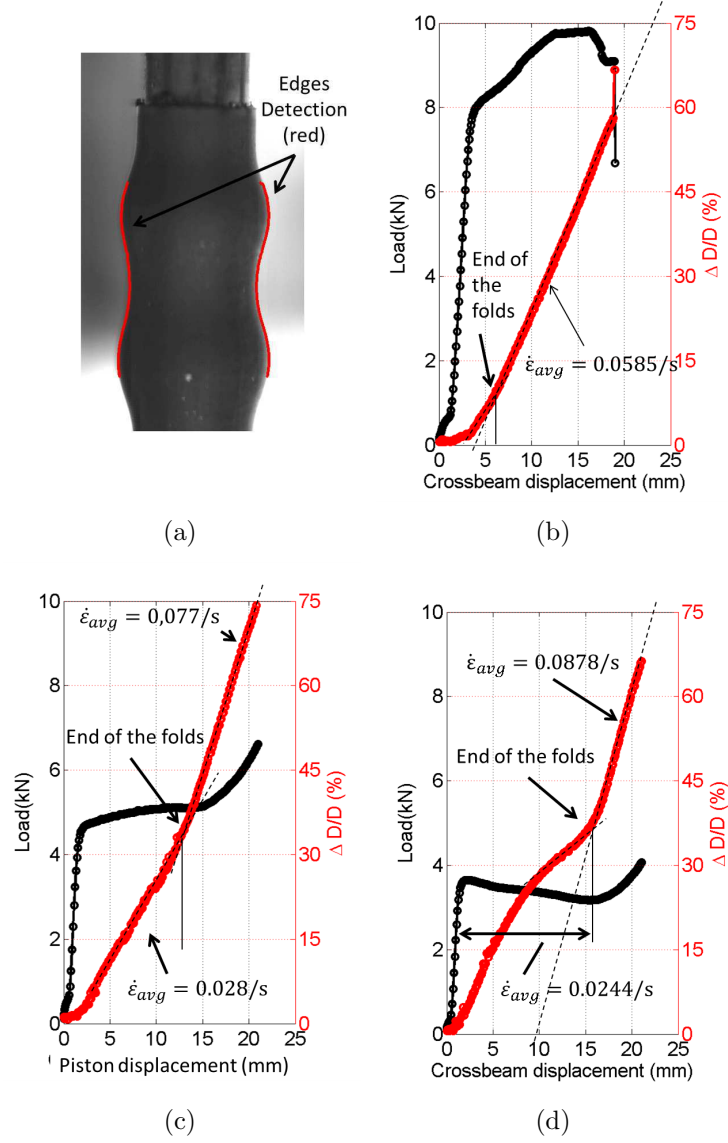 Edges
Detection
(red)
(a)
10
8
6
4
2
0
Load(kN)
75
60
45
30
15
0
Δ D/D (%)
End of
the
folds
ε̇avg = 0.0585/s
0 5 10 15 20 25
Crossbeam displacement (mm)
(b)
10
8
6
4
2
0
Load(kN)
75
60
45
30
15
0
Δ D/D (%)
ε̇avg = 0,077/s
End of the folds
ε̇avg = 0.028/s
0 5 10 15 20 25
Piston displacement (mm)
(c)
10
8
6
4
2
0
Load(kN)
75
60
45
30
15
0
Δ D/D (%)
ε̇avg = 0.0878/s
End of the folds
ε̇avg = 0.0244/s
0 5 10 15 20 25
Crossbeam displacement (mm)
(d)